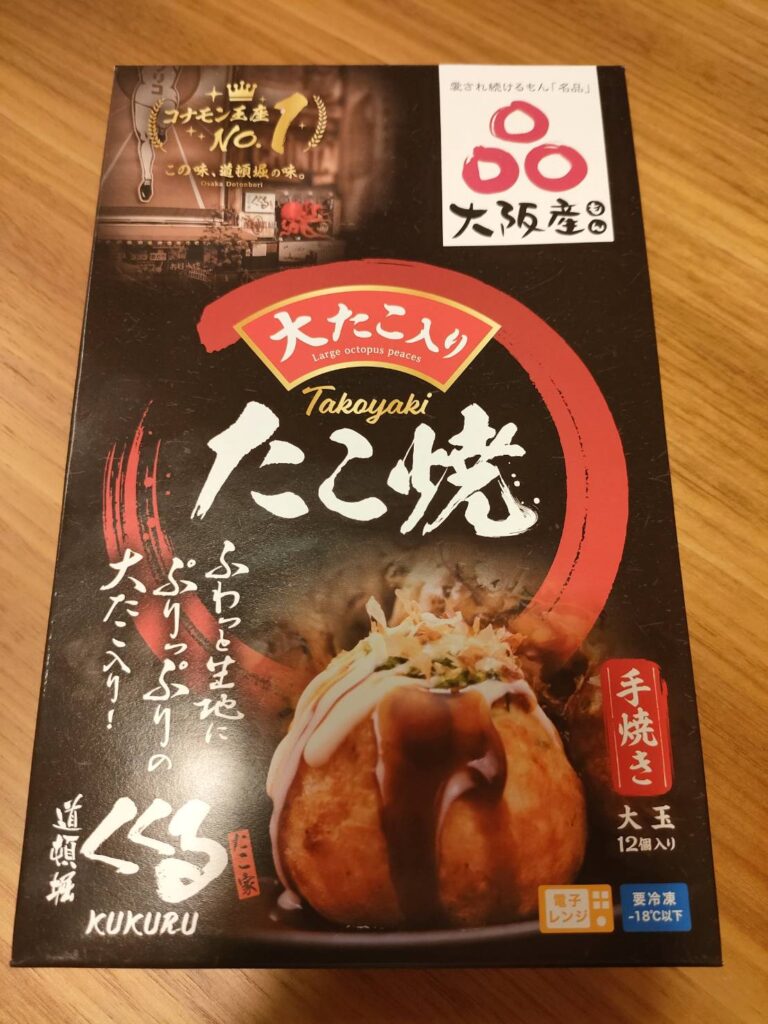 コナモン王座
NO.1
この味、道頓堀の味。
Osaka Dotonbori
愛され続けるもん「名品」
大阪産もん
大たこ入り
Large octopus peaces
Takoyaki
たこ焼
ふわっと生地に
ぷりっぷりの
大たこ入り！
手焼き
大玉
12個入り
道頓堀
くくる
たこ家
KUKURU
電子
レンジ
要冷凍
-18℃以下